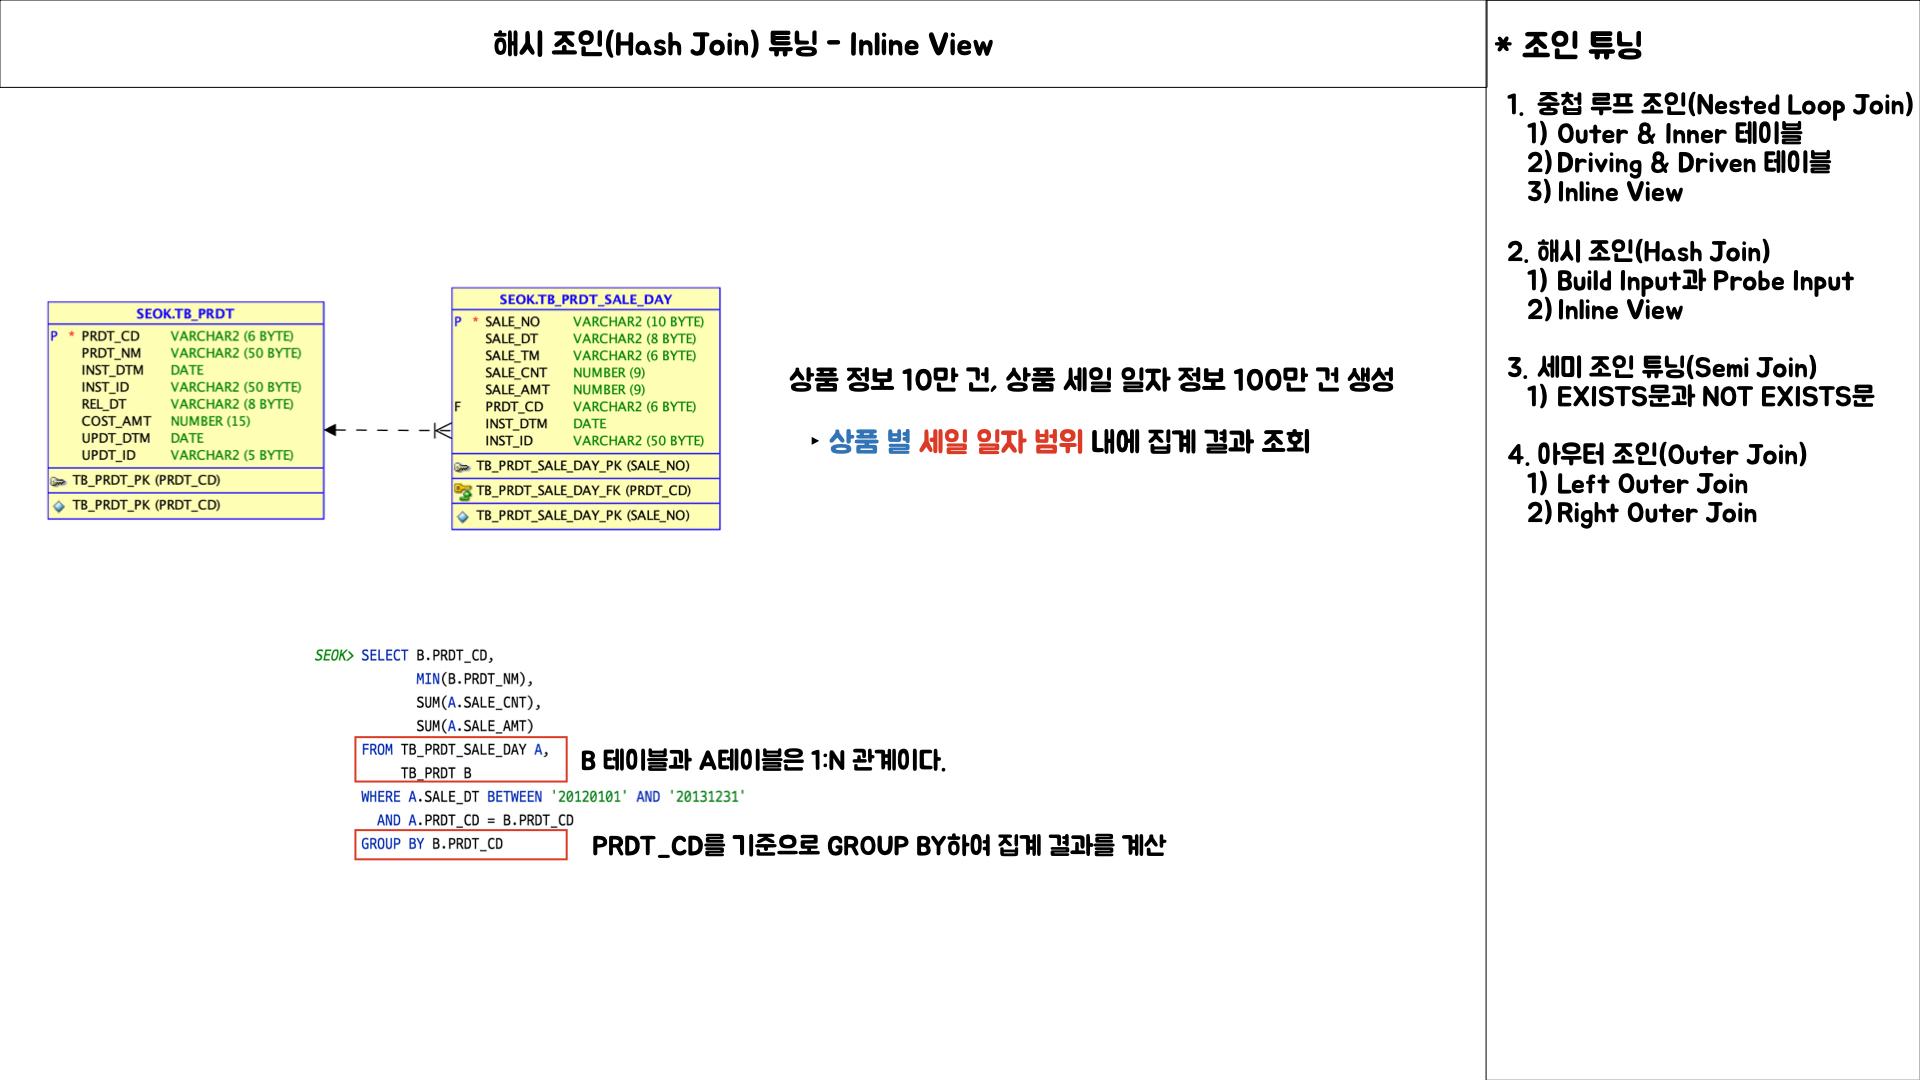 해시 조인(Hash Join) 튜닝 - Inline View
SEOK.TB_PRDT
P * PRDT_CD VARCHAR2 (6 BYTE)
PRDT_NM VARCHAR2 (50 BYTE)
INST_DTM DATE
INST_ID VARCHAR2 (50 BYTE)
REL_DT VARCHAR2 (8 BYTE)
COST_AMT NUMBER (15)
UPDT_DTM DATE
UPDT_ID VARCHAR2 (5 BYTE)
TB_PRDT_PK (PRDT_CD)
TB_PRDT_PK (PRDT_CD)
SEOK.TB_PRDT_SALE_DAY
P * SALE_NO VARCHAR2 (10 BYTE)
SALE_DT VARCHAR2 (8 BYTE)
SALE_TM VARCHAR2 (6 BYTE)
SALE_CNT NUMBER (9)
SALE_AMT NUMBER (9)
F PRDT_CD VARCHAR2 (6 BYTE)
INST_DTM DATE
INST_ID VARCHAR2 (50 BYTE)
TB_PRDT_SALE_DAY_PK (SALE_NO)
TB_PRDT_SALE_DAY_FK (PRDT_CD)
TB_PRDT_SALE_DAY_PK (SALE_NO)
상품 정보 10만 건, 상품 세일 일자 정보 100만 건 생성
‣ 상품 별 세일 일자 범위 내에 집계 결과 조회
SEOK> SELECT B.PRDT_CD,
MIN(B.PRDT_NM),
SUM(A.SALE_CNT),
SUM(A.SALE_AMT)
FROM TB_PRDT_SALE_DAY A,
TB_PRDT B
B 테이블과 A테이블은 1:N 관계이다.
WHERE A.SALE_DT BETWEEN '20120101' AND '20131231'
AND A.PRDT_CD = B.PRDT_CD
GROUP BY B.PRDT_CD
PRDT_CD를 기준으로 GROUP BY하여 집계 결과를 계산
* 조인 튜닝
1. 중첩 루프 조인(Nested Loop Join)
1) Outer & Inner 테이블
2) Driving & Driven 테이블
3) Inline View
2. 해시 조인(Hash Join)
1) Build Input과 Probe Input
2) Inline View
3. 세미 조인 튜닝(Semi Join)
1) EXISTS문과 NOT EXISTS문
4. 아우터 조인(Outer Join)
1) Left Outer Join
2) Right Outer Join